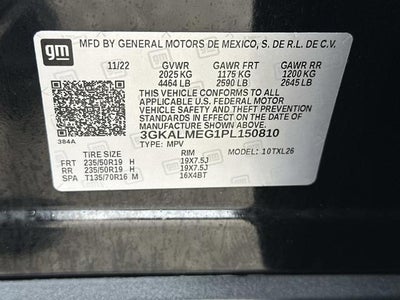 gm
MFD BY GENERAL MOTORS DE MEXICO, S. DE R.L. DE C.V.
11/22 GVWR GAWR FRT GAWR RR
2025 KG 1175 KG 1200 KG
4464 LB 2590 LB 2645 LB
THIS VEHICLE CONFORMS TO ALL APPLICABLE
U.S. FEDERAL MOTOR
VEHICLE SAFETY AND THEFT PREVENTION
STANDARDS IN EFFECT ON THE DATE OF
MANUFACTURE SHOWN ABOVE.
384A
3GKALMEG1PL150810
TYPE: MPV MODEL: 10TXL26
TIRE SIZE RIM
FRT 235/50R19 H 19X7.5J
RR 235/50R19 H 19X7.5J
SPA T135/70R16 M 16X4BT